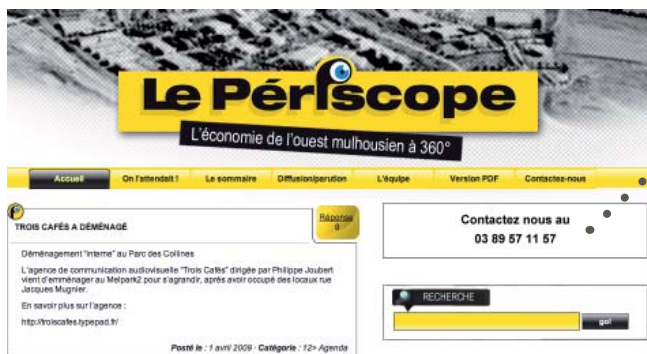 Le Périscope
L'économie de l'ouest mulhousien à 360°
Accueil On l'attendait ! Le sommaire Diffusion/parution L'équipe Version PDF Contactez-nous
TROIS CAFÉS A DÉMÉNAGÉ
Réponse
0
Déménagement "interne" au Parc des Collines
L'agence de communication audiovisuelle "Trois Cafés" dirigée par Philippe Joubert
vient d'emménager au Melpark2 pour s'agrandir, après avoir occupé des locaux rue
Jacques Mugnier.
En savoir plus sur l'agence :
http://troiscafes.typepad.fr/
Posté le : 1 avril 2009 - Catégorie : 12> Agenda
Contactez nous au
03 89 57 11 57
RECHERCHE
go!